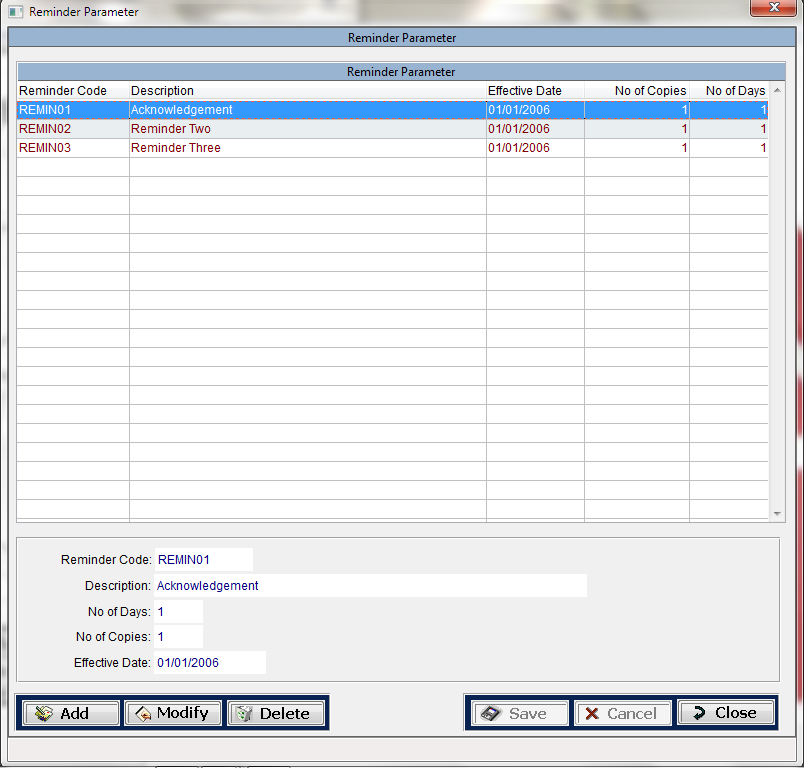 Reminder Parameter
Reminder Parameter
Reminder Parameter
Reminder Code Description Effective Date No of Copies No of Days
REMIN01 Acknowledgement 01/01/2006 1 1
REMIN02 Reminder Two 01/01/2006 1 1
REMIN03 Reminder Three 01/01/2006 1 1
Reminder Code: REMIN01
Description: Acknowledgement
No of Days: 1
No of Copies: 1
Effective Date: 01/01/2006
Add Modify Delete Save Cancel Close